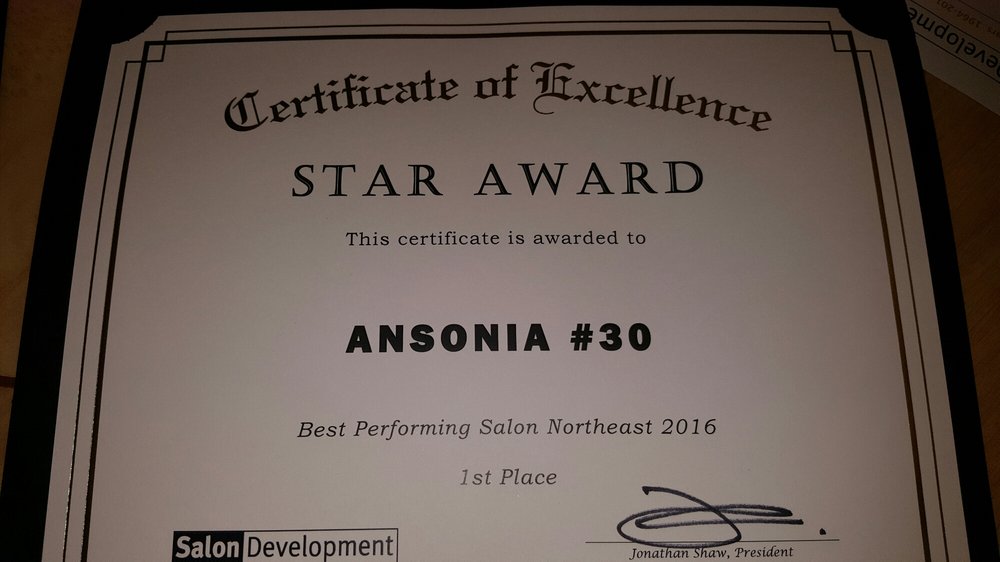 Certificate of Excellence
STAR AWARD
This certificate is awarded to
ANSONIA #30
Best Performing Salon Northeast 2016
1st Place
Salon Development
Jonathan Shaw, President